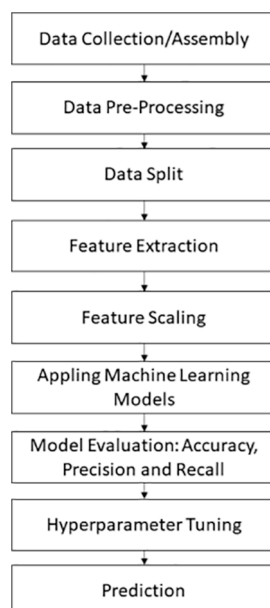 Data Collection/Assembly
Data Pre-Processing
Data Split
Feature Extraction
Feature Scaling
Appling Machine Learning
Models
Model Evaluation: Accuracy,
Precision and Recall
Hyperparameter Tuning
Prediction